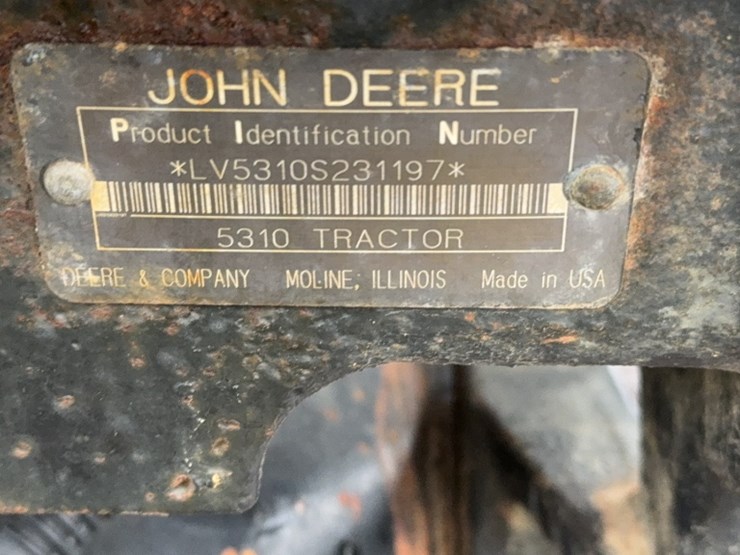 JOHN DEERE
Product Identification Number
*LV5310S231197*
5310 TRACTOR
DEERE & COMPANY MOLINE, ILLINOIS Made in USA